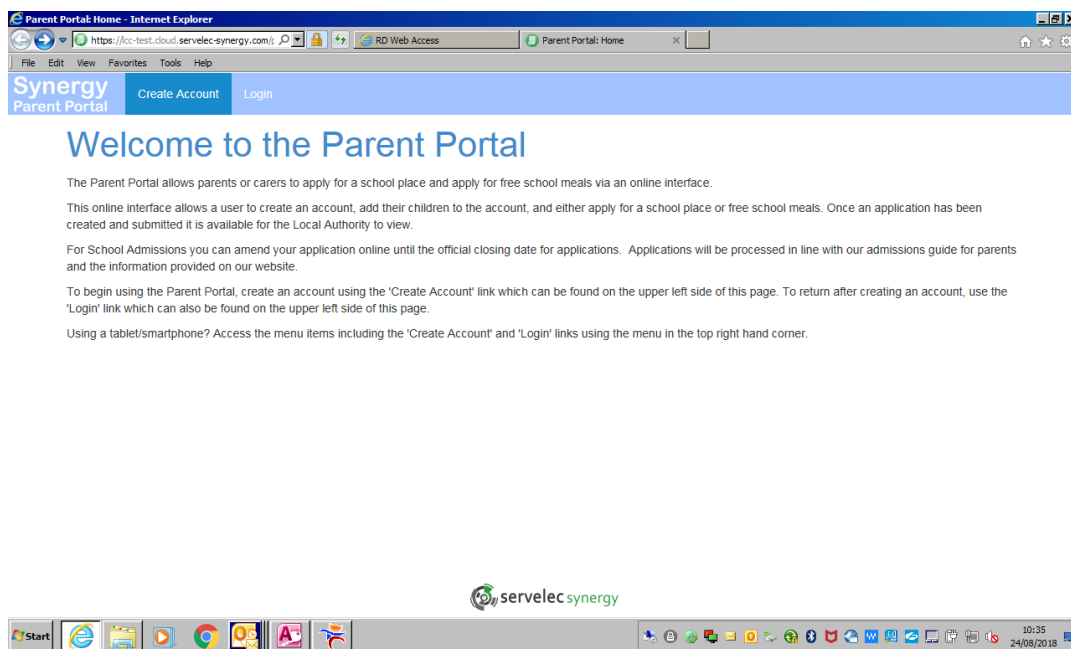 Parent Portal: Home - Internet Explorer
https://lcc-test.cloud.servelec-synergy.com/
RD Web Access
Parent Portal: Home
File Edit View Favorites Tools Help
Synergy
Parent Portal
Create Account
Login
Welcome to the Parent Portal
The Parent Portal allows parents or carers to apply for a school place and apply for free school meals via an online interface.
This online interface allows a user to create an account, add their children to the account, and either apply for a school place or free school meals. Once an application has been
created and submitted it is available for the Local Authority to view.
For School Admissions you can amend your application online until the official closing date for applications.  Applications will be processed in line with our admissions guide for parents
and the information provided on our website.
To begin using the Parent Portal, create an account using the 'Create Account' link which can be found on the upper left side of this page. To return after creating an account, use the
'Login' link which can also be found on the upper left side of this page.
Using a tablet/smartphone? Access the menu items including the 'Create Account' and 'Login' links using the menu in the top right hand corner.
servelec synergy
Start
10:35
24/08/2018